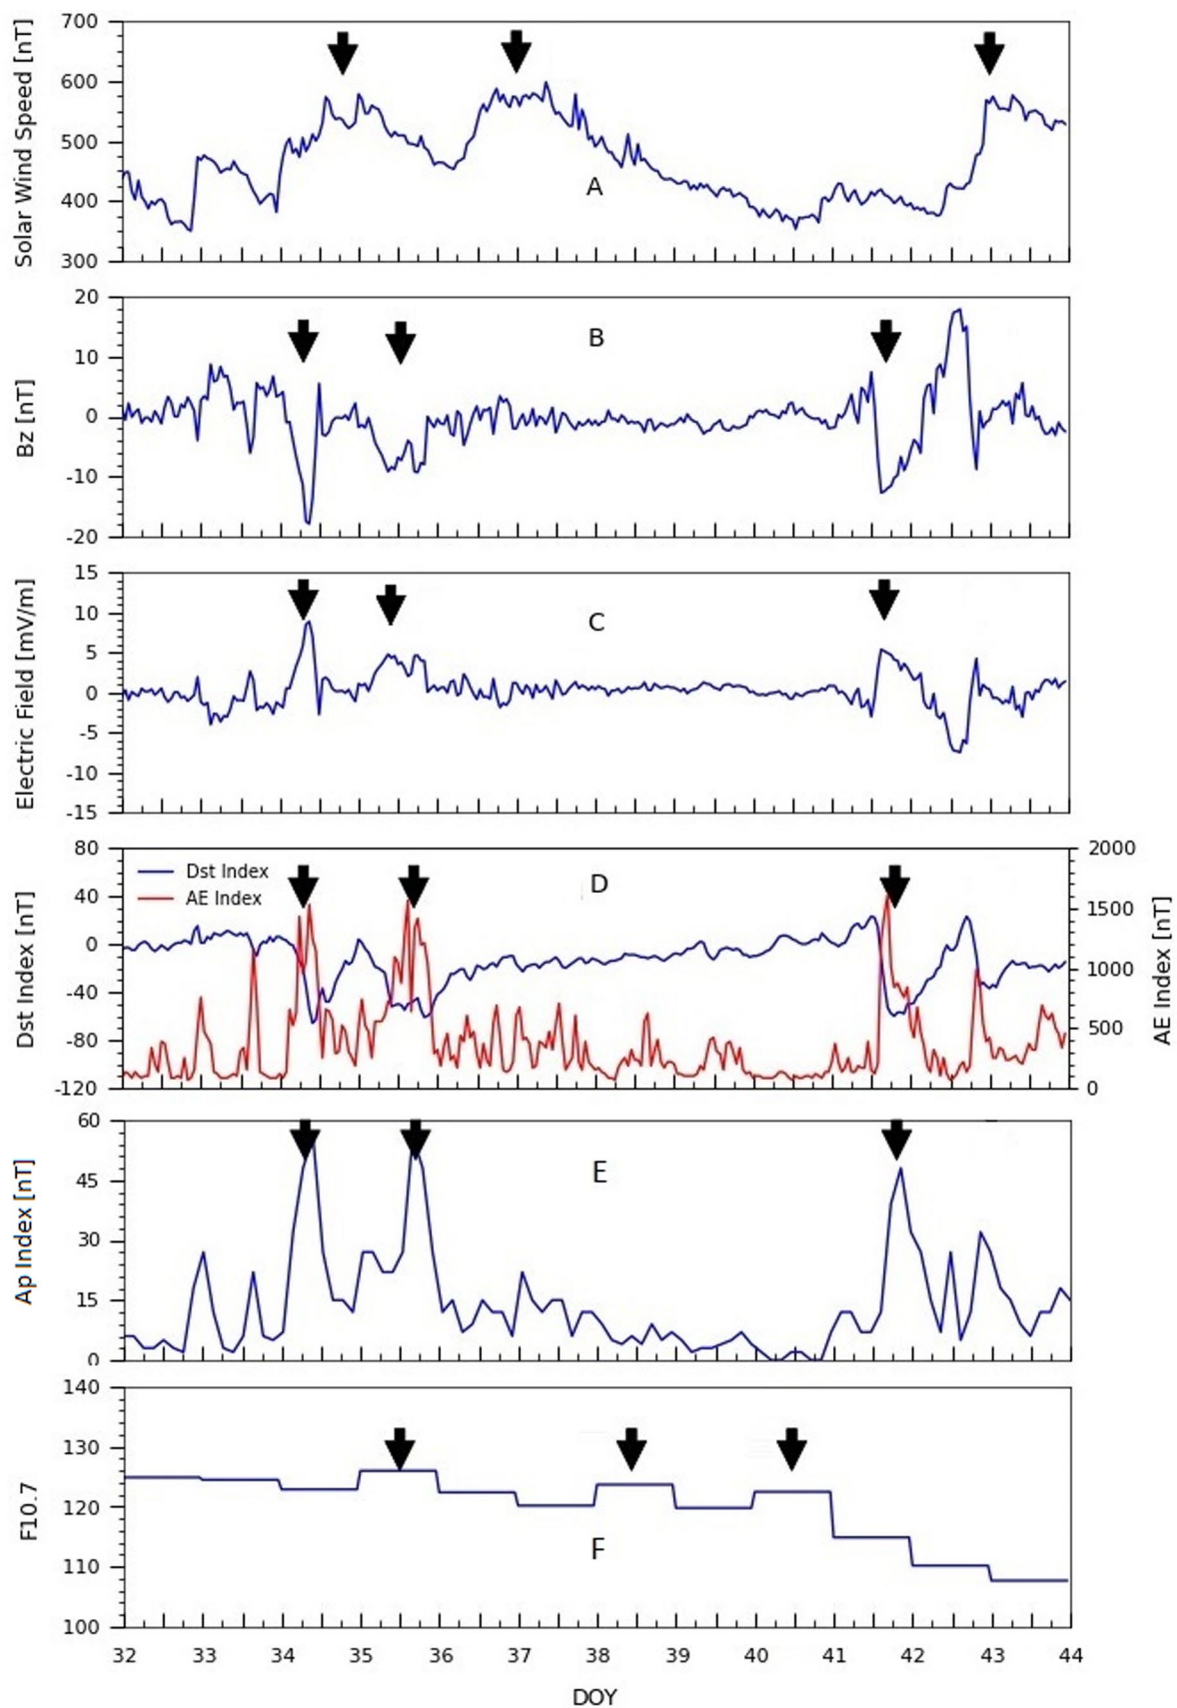 Solar Wind Speed [nT]
700
600
500
400
300
A
Bz [nT]
20
10
0
-10
-20
B
Electric Field [mV/m]
15
10
5
0
-5
-10
-15
C
Dst Index [nT]
80
40
0
-40
-80
-120
Dst Index
AE Index
D
2000
1500
1000
500
0
AE Index [nT]
Ap Index [nT]
60
45
30
15
0
E
F10.7
140
130
120
110
100
F
32 33 34 35 36 37 38 39 40 41 42 43 44
DOY